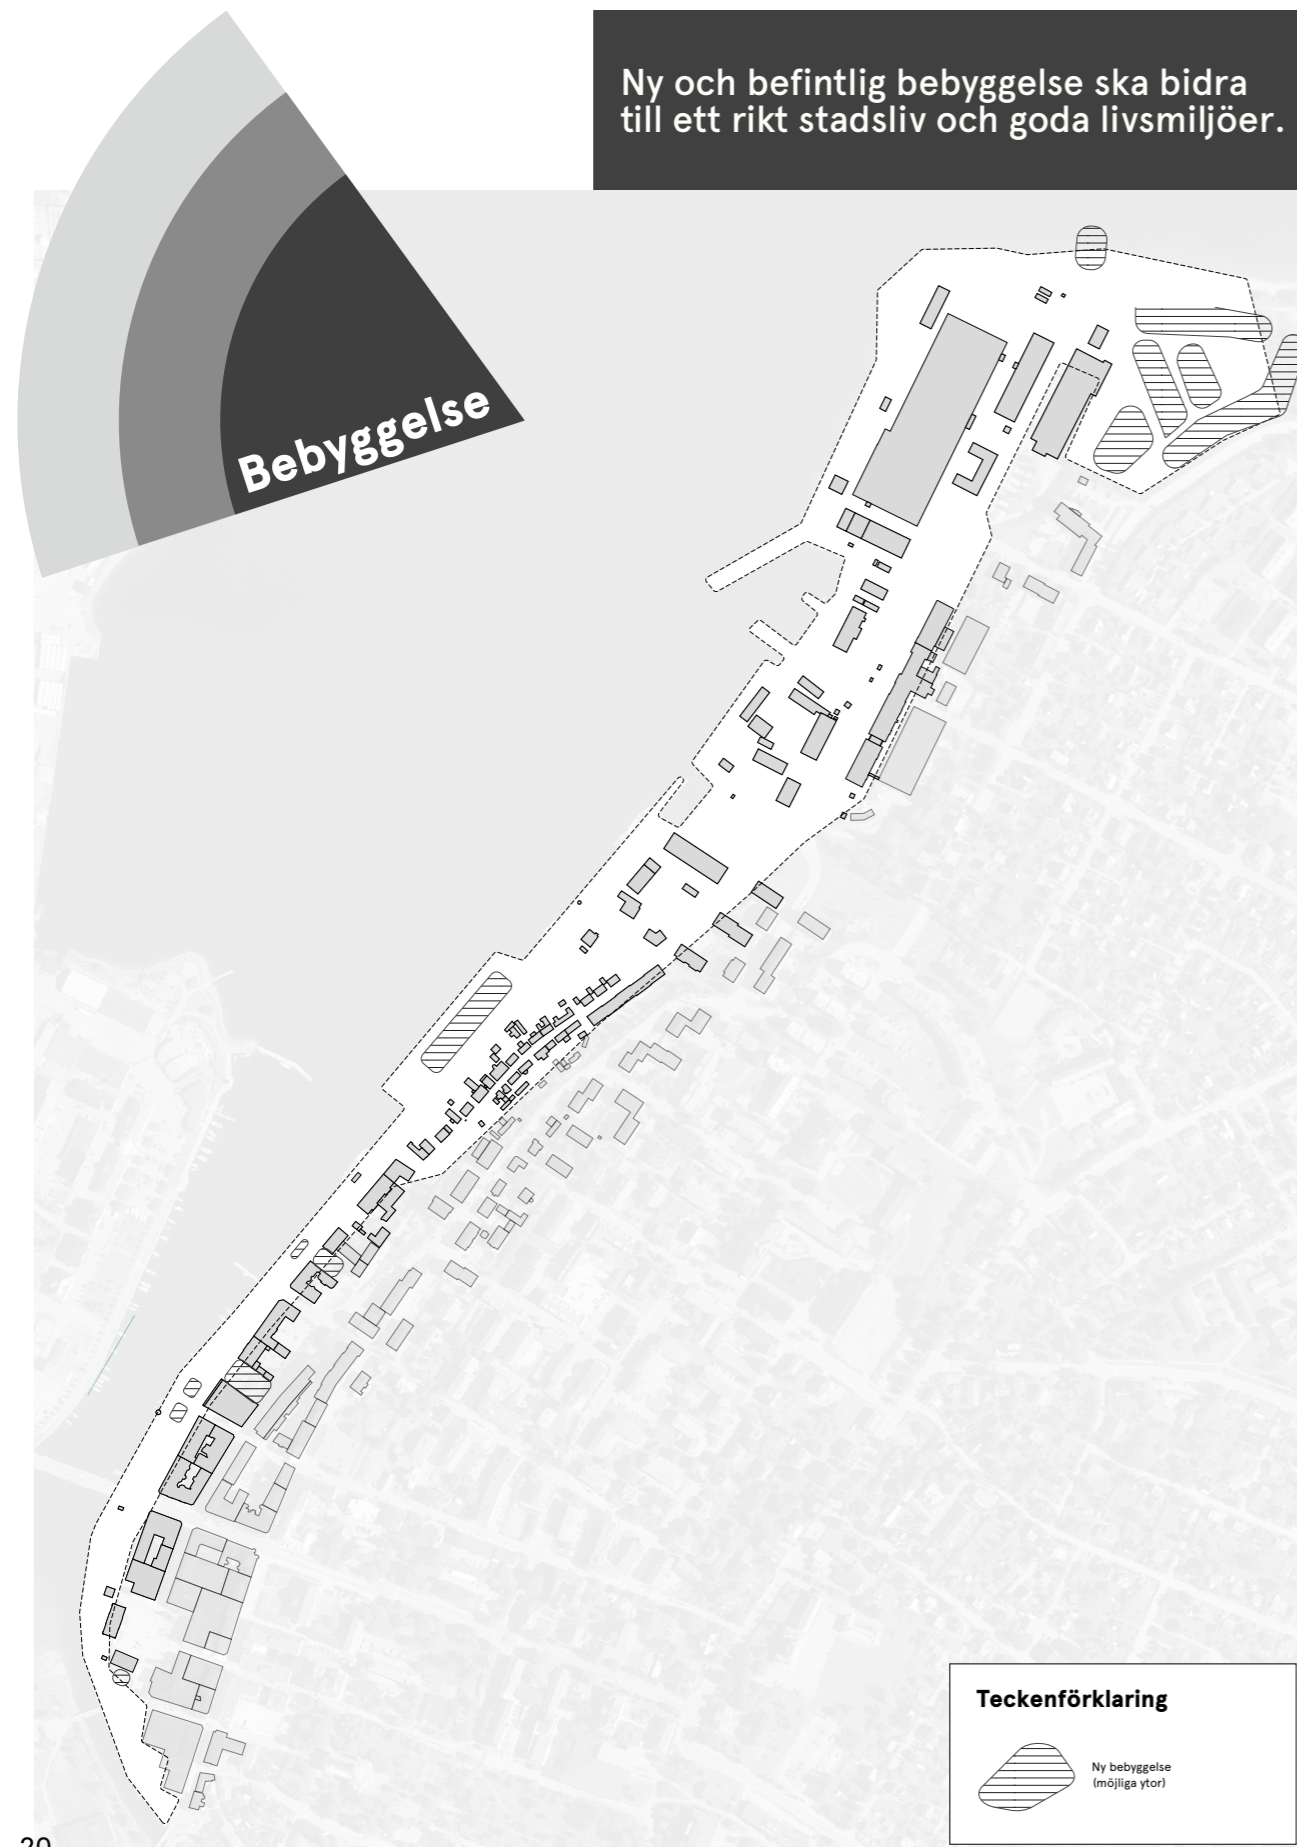 Ny och befintlig bebyggelse ska bidra
till ett rikt stadsliv och goda livsmiljöer.
Bebyggelse
Teckenförklaring
Ny bebyggelse
(möjliga ytor)
20